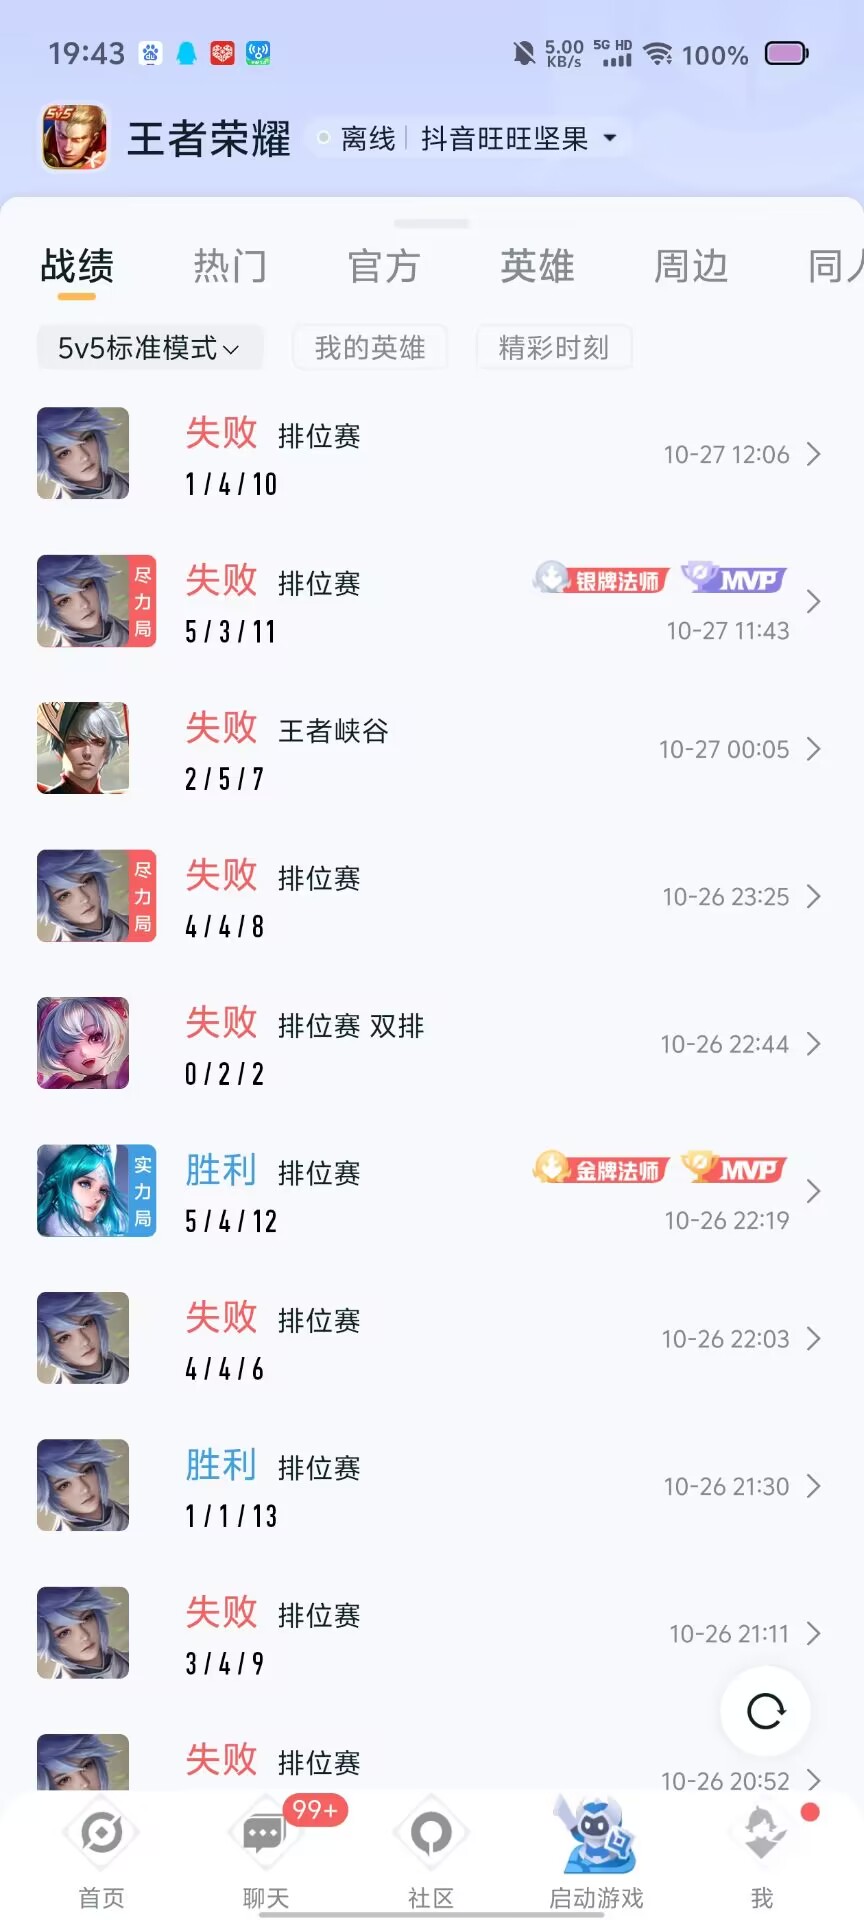 19:43 5.00 KB/s 5G HD 100%
王者荣耀 离线 抖音旺旺坚果
战绩 热门 官方 英雄 周边 同人
5v5标准模式 我的英雄 精彩时刻
失败 排位赛
1/4/10
10-27 12:06
尽力局
失败 排位赛
5/3/11
银牌法师 MVP
10-27 11:43
失败 王者峡谷
2/5/7
10-27 00:05
尽力局
失败 排位赛
4/4/8
10-26 23:25
失败 排位赛 双排
0/2/2
10-26 22:44
实力局
胜利 排位赛
5/4/12
金牌法师 MVP
10-26 22:19
失败 排位赛
4/4/6
10-26 22:03
胜利 排位赛
1/1/13
10-26 21:30
失败 排位赛
3/4/9
10-26 21:11
失败 排位赛
10-26 20:52
99+
首页 聊天 社区 启动游戏 我